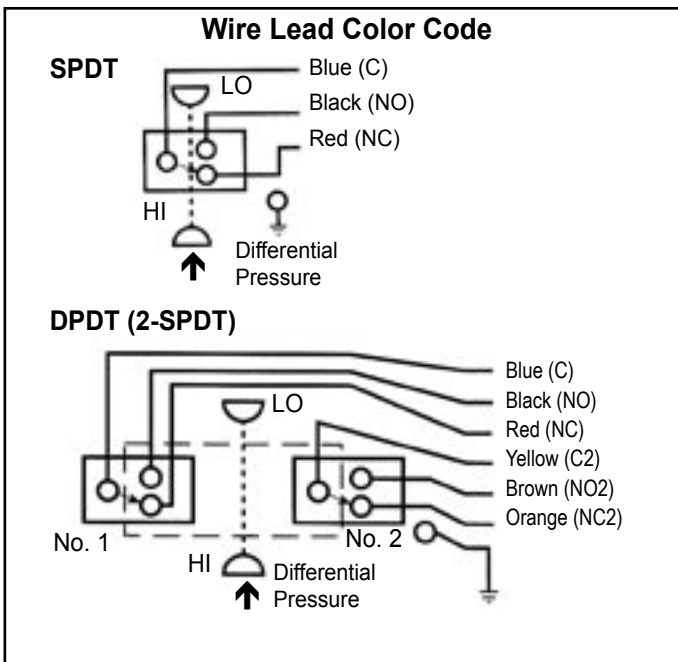 Wire Lead Color Code
SPDT
Blue (C)
LO
Black (NO)
Red (NC)
HI
Differential
Pressure
DPDT (2-SPDT)
Blue (C)
Black (NO)
LO
Red (NC)
Yellow (C2)
Brown (NO2)
Orange (NC2)
No. 1
No. 2
HI
Differential
Pressure